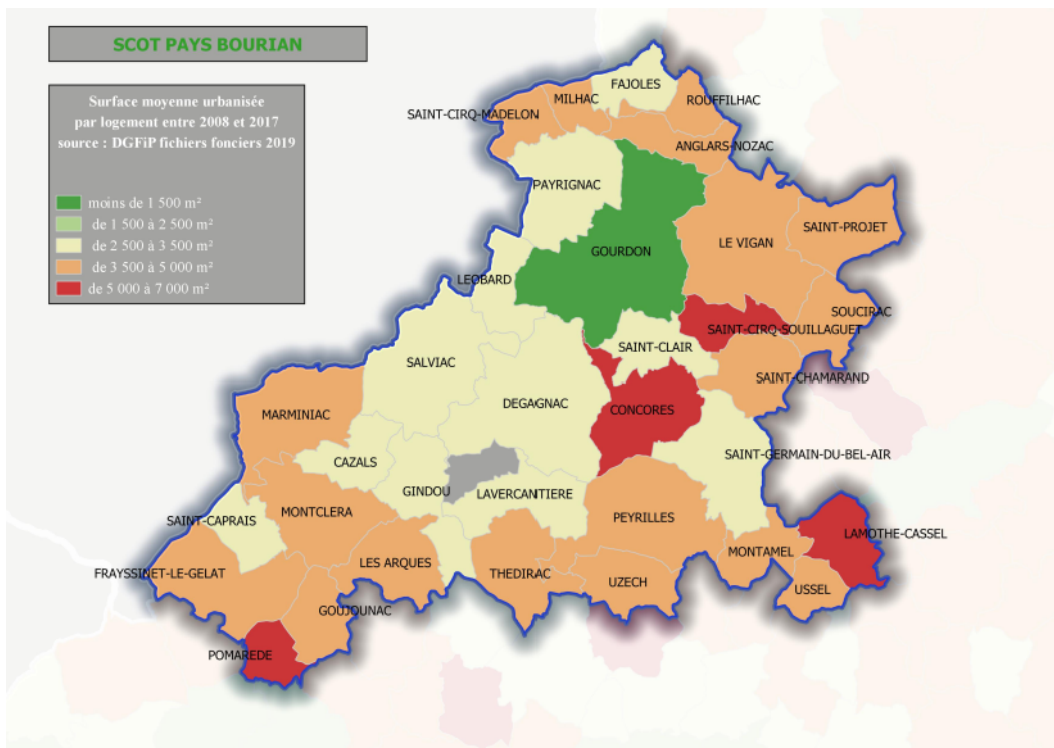 SCOT PAYS BOURIAN
Surface moyenne urbanisée
par logement entre 2008 et 2017
source : DGFiP fichiers fonciers 2019
moins de 1 500 m²
de 1 500 à 2 500 m²
de 2 500 à 3 500 m²
de 3 500 à 5 000 m²
de 5 000 à 7 000 m²
FAJOLES
MILHAC
ROUFFILHAC
SAINT-CIRQ-MADELON
ANGLARS-NOZAC
PAYRIGNAC
SAINT-PROJET
LE VIGAN
GOURDON
LEOBARD
SOUCIRAC
SAINT-CIRQ-SOUILLAGUET
SAINT-CLAIR
SALVIAC
SAINT-CHAMARAND
DEGAGNAC
CONCORES
MARMINIAC
SAINT-GERMAIN-DU-BEL-AIR
CAZALS
GINDOU
LAVERCANTIERE
MONTCLERA
SAINT-CAPRAIS
PEYRILLES
LAMOTHE-CASSEL
MONTAMEL
LES ARQUES
FRAYSSINET-LE-GELAT
THEDIRAC
UZECH
USSEL
GOUJOUNAC
POMAREDE